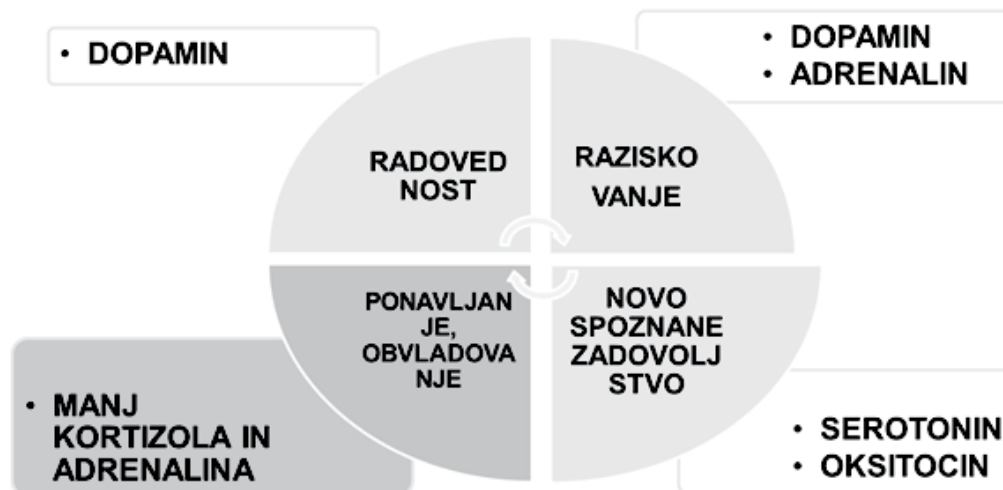 • DOPAMIN
• DOPAMIN
• ADRENALIN
RADOVED
NOST
RAZISKO
VANJE
PONAVLJAN
JE,
OBVLADOVA
NJE
NOVO
SPOZNANE
ZADOVOLJ
STVO
• MANJ
KORTIZOLA IN
ADRENALINA
• SEROTONIN
• OKSITOCIN